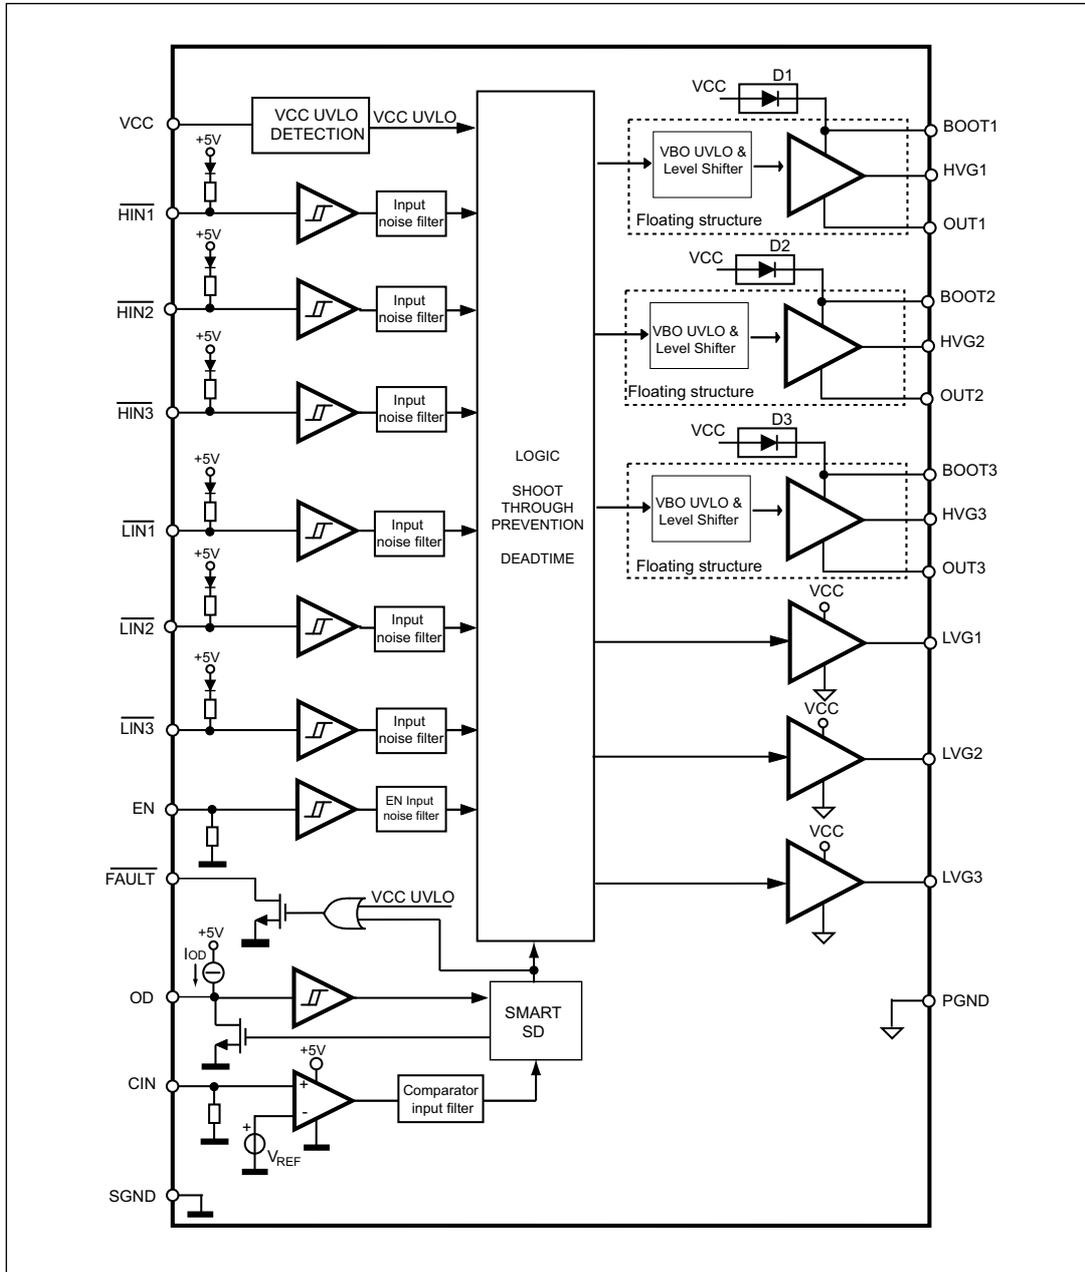 VCC
VCC UVLO
DETECTION
VCC UVLO
+5V
HIN1
Input
noise filter
+5V
HIN2
Input
noise filter
+5V
HIN3
Input
noise filter
+5V
LIN1
Input
noise filter
+5V
LIN2
Input
noise filter
+5V
LIN3
Input
noise filter
EN
EN Input
noise filter
FAULT
VCC UVLO
+5V
IOD
OD
SMART
SD
CIN
+5V
+
-
Comparator
input filter
+
VREF
SGND
LOGIC
SHOOT
THROUGH
PREVENTION
DEADTIME
D1
VCC
BOOT1
VBO UVLO &
Level Shifter
HVG1
Floating structure
OUT1
D2
VCC
BOOT2
VBO UVLO &
Level Shifter
HVG2
Floating structure
OUT2
D3
VCC
BOOT3
VBO UVLO &
Level Shifter
HVG3
Floating structure
OUT3
VCC
LVG1
VCC
LVG2
VCC
LVG3
PGND